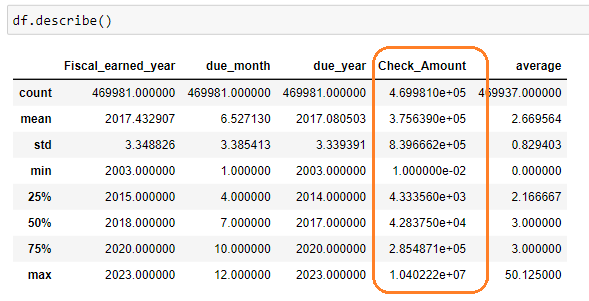 df.describe()
Fiscal_earned_year due_month due_year Check_Amount average
count 469981.000000 469981.000000 469981.000000 4.699810e+05 469937.000000
mean 2017.432907 6.527130 2017.080503 3.756390e+05 2.669564
std 3.348826 3.385413 3.339391 8.396662e+05 0.829403
min 2003.000000 1.000000 2003.000000 1.000000e-02 0.000000
25% 2015.000000 4.000000 2014.000000 4.333560e+03 2.166667
50% 2018.000000 7.000000 2017.000000 4.283750e+04 3.000000
75% 2020.000000 10.000000 2020.000000 2.854871e+05 3.000000
max 2023.000000 12.000000 2023.000000 1.040222e+07 50.125000